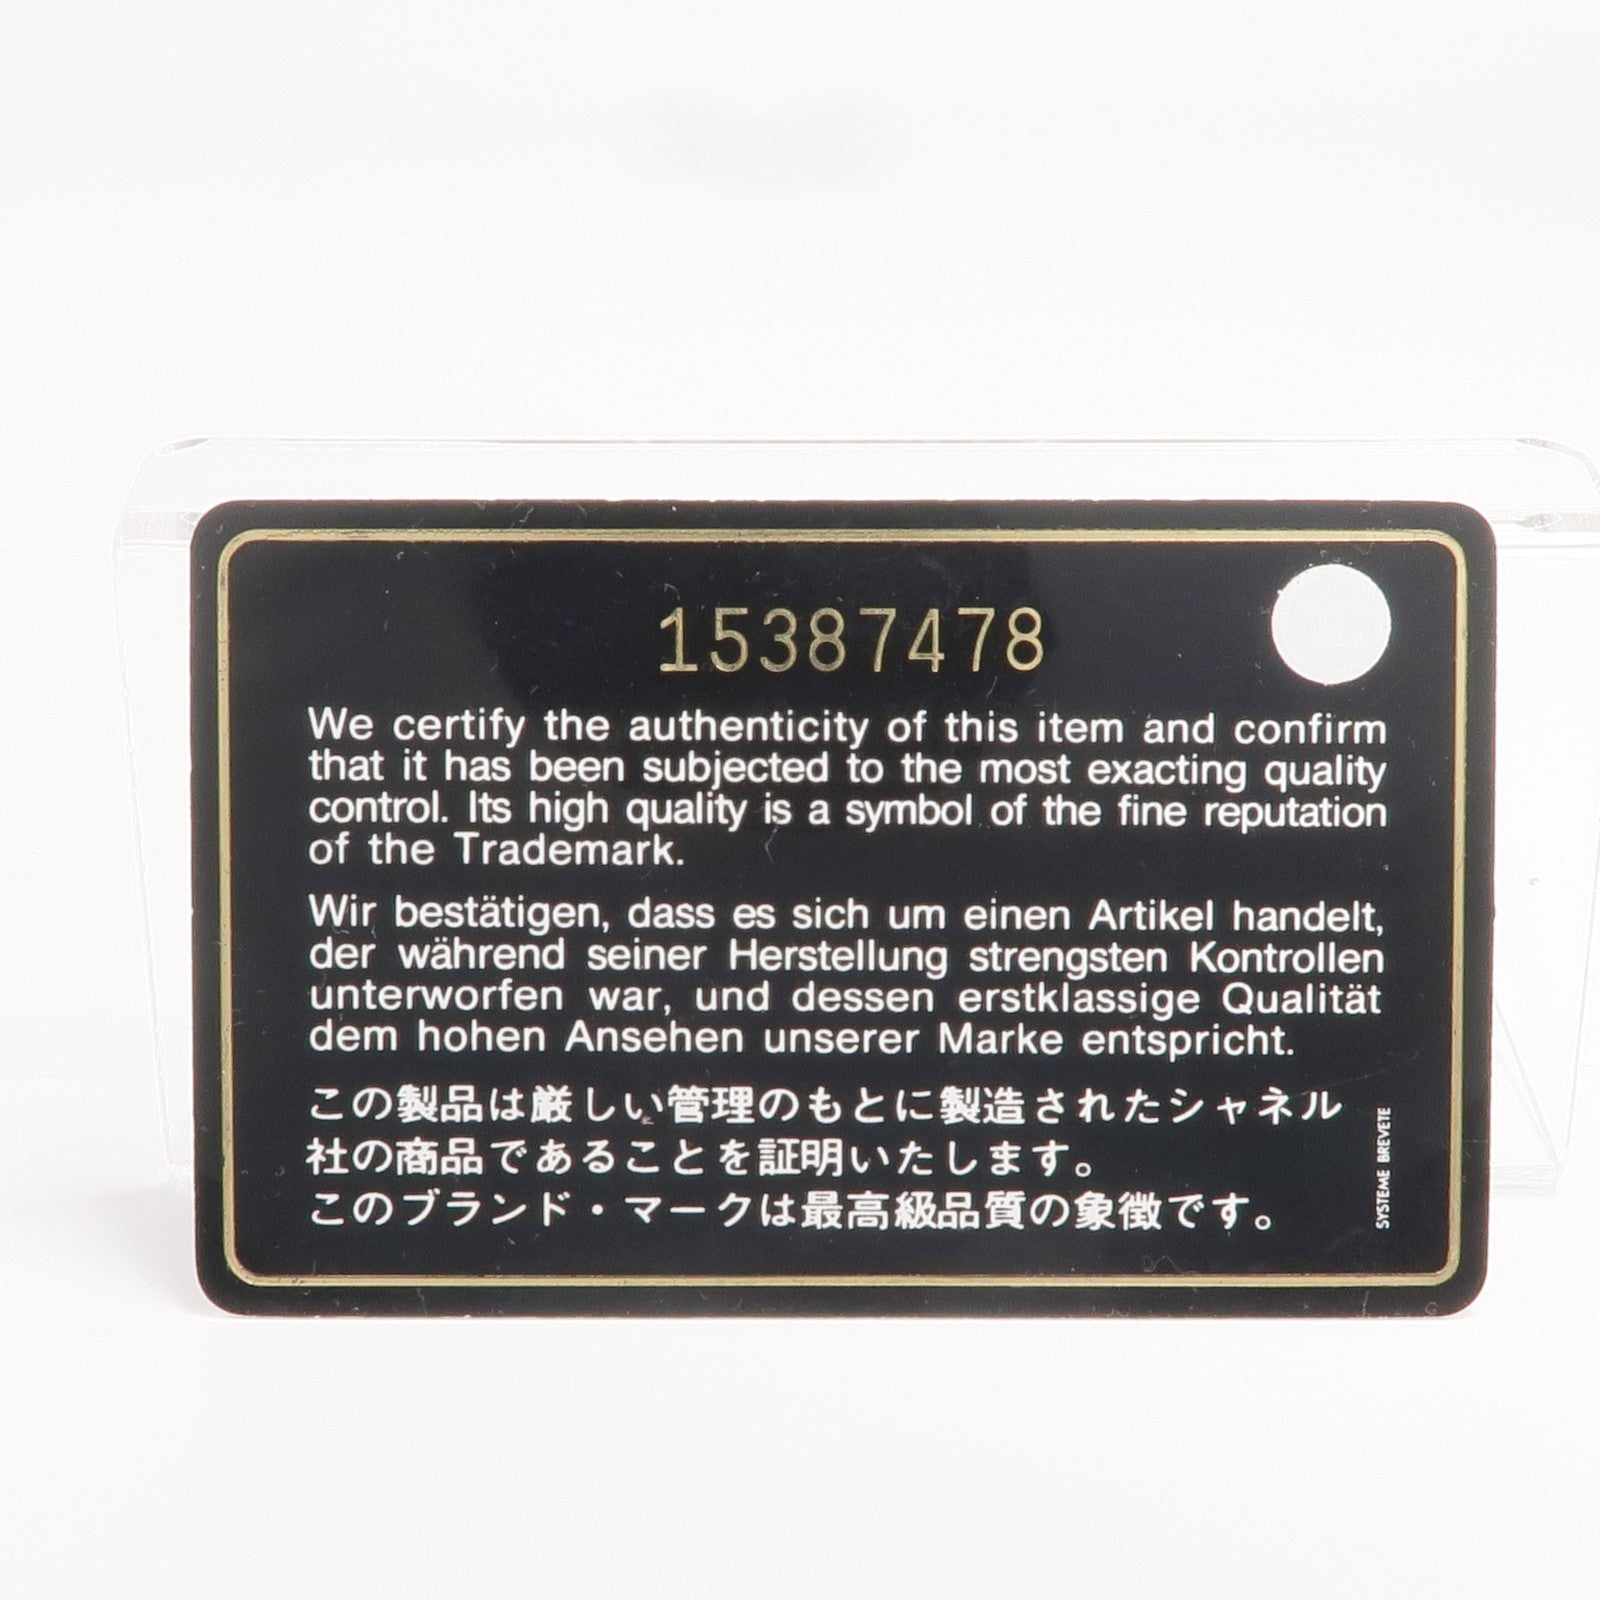 15387478
We certify the authenticity of this item and confirm
that it has been subjected to the most exacting quality
control. Its high quality is a symbol of the fine reputation
of the Trademark.
Wir bestätigen, dass es sich um einen Artikel handelt,
der während seiner Herstellung strengsten Kontrollen
unterworfen war, und dessen erstklassige Qualität
dem hohen Ansehen unserer Marke entspricht.
この製品は厳しい管理のもとに製造されたシャネル
社の商品であることを証明いたします。
このブランド・マークは最高級品質の象徴です。
SYSTEME BREVETE